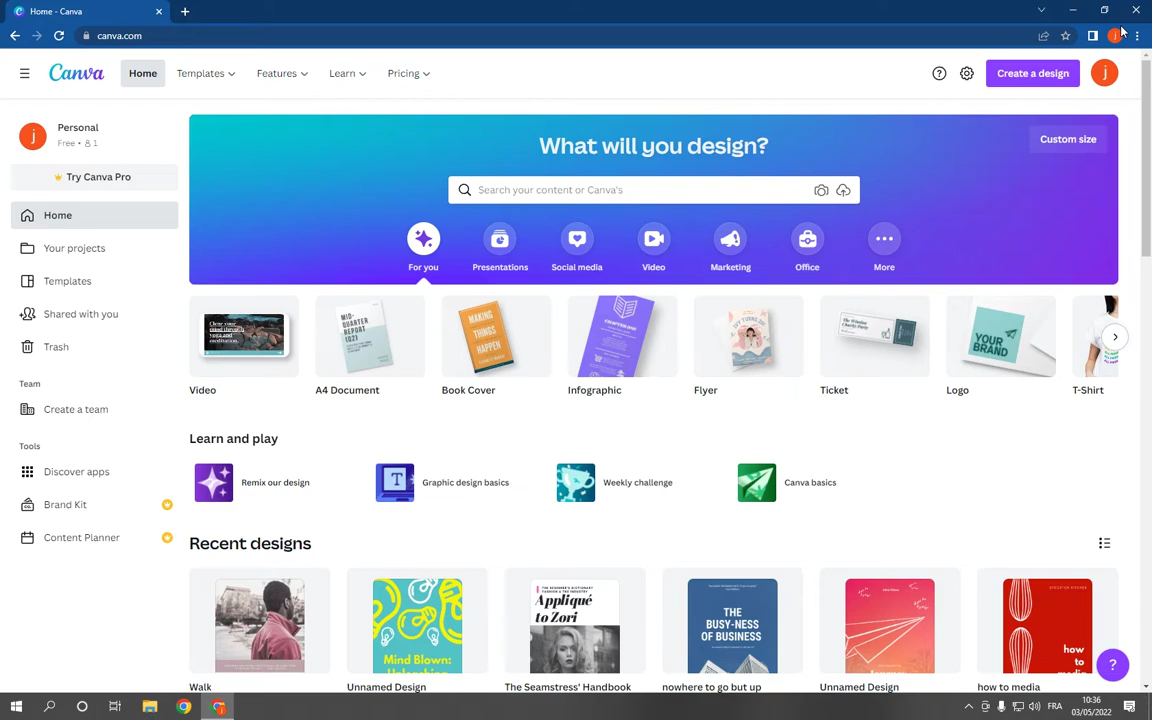 Home - Canva
canva.com
Canva
Home
Templates
Features
Learn
Pricing
Create a design
j
j
Personal
Free • 1
Try Canva Pro
Home
Your projects
Templates
Shared with you
Trash
Team
Create a team
Tools
Discover apps
Brand Kit
Content Planner
What will you design?
Custom size
Search your content or Canva's
For you
Presentations
Social media
Video
Marketing
Office
More
MID-
QUARTER
REPORT
MAKING
THINGS
HAPPEN
YOUR
BRAND
Video
A4 Document
Book Cover
Infographic
Flyer
Ticket
Logo
T-Shirt
Learn and play
Remix our design
T
Graphic design basics
Weekly challenge
Canva basics
Recent designs
Mind Blown:
Appliqué
to Zori
THE
BUSY-NESS
OF BUSINESS
how
to
Walk
Unnamed Design
The Seamstress' Handbook
nowhere to go but up
Unnamed Design
how to media
?
FRA
10:36
03/05/2022